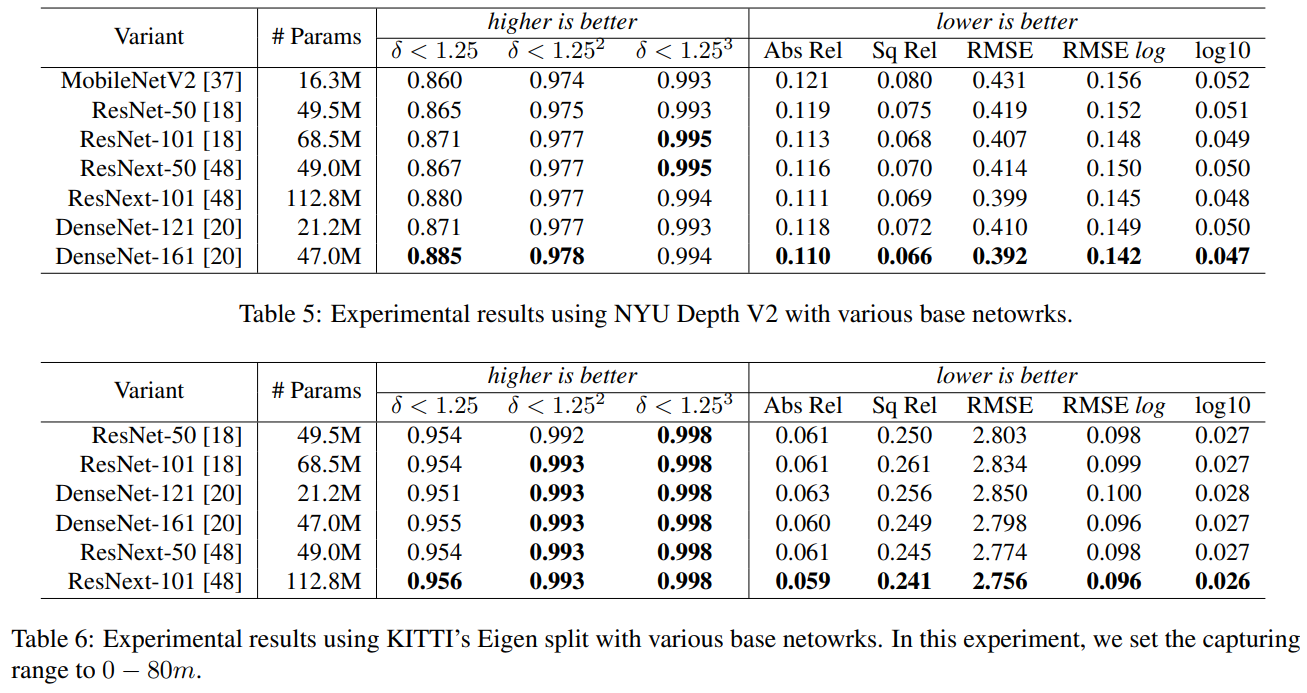 Variant # Params higher is better lower is better
δ < 1.25 δ < 1.25² δ < 1.25³ Abs Rel Sq Rel RMSE RMSE log log10
MobileNetV2 [37] 16.3M 0.860 0.974 0.993 0.121 0.080 0.431 0.156 0.052
ResNet-50 [18] 49.5M 0.865 0.975 0.993 0.119 0.075 0.419 0.152 0.051
ResNet-101 [18] 68.5M 0.871 0.977 0.995 0.113 0.068 0.407 0.148 0.049
ResNext-50 [48] 49.0M 0.867 0.977 0.995 0.116 0.070 0.414 0.150 0.050
ResNext-101 [48] 112.8M 0.880 0.977 0.994 0.111 0.069 0.399 0.145 0.048
DenseNet-121 [20] 21.2M 0.871 0.977 0.993 0.118 0.072 0.410 0.149 0.050
DenseNet-161 [20] 47.0M 0.885 0.978 0.994 0.110 0.066 0.392 0.142 0.047
Table 5: Experimental results using NYU Depth V2 with various base netowrks.
Variant # Params higher is better lower is better
δ < 1.25 δ < 1.25² δ < 1.25³ Abs Rel Sq Rel RMSE RMSE log log10
ResNet-50 [18] 49.5M 0.954 0.992 0.998 0.061 0.250 2.803 0.098 0.027
ResNet-101 [18] 68.5M 0.954 0.993 0.998 0.061 0.261 2.834 0.099 0.027
DenseNet-121 [20] 21.2M 0.951 0.993 0.998 0.063 0.256 2.850 0.100 0.028
DenseNet-161 [20] 47.0M 0.955 0.993 0.998 0.060 0.249 2.798 0.096 0.027
ResNext-50 [48] 49.0M 0.954 0.993 0.998 0.061 0.245 2.774 0.098 0.027
ResNext-101 [48] 112.8M 0.956 0.993 0.998 0.059 0.241 2.756 0.096 0.026
Table 6: Experimental results using KITTI's Eigen split with various base netowrks. In this experiment, we set the capturing
range to 0 − 80m.